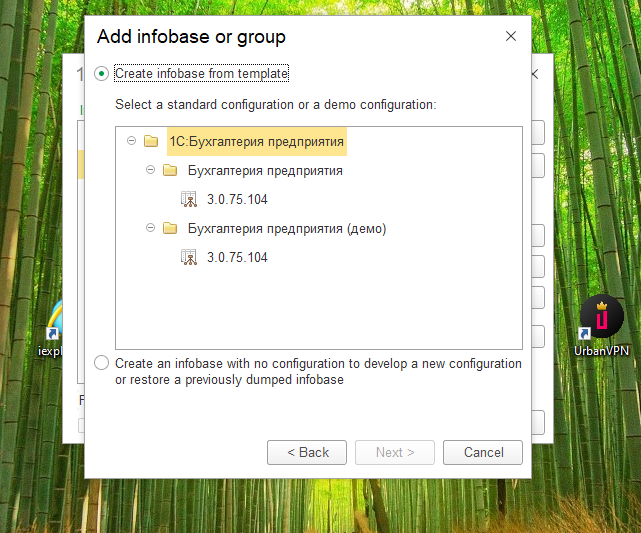 Add infobase or group
Create infobase from template
Select a standard configuration or a demo configuration:
1С:Бухгалтерия предприятия
Бухгалтерия предприятия
3.0.75.104
Бухгалтерия предприятия (демо)
3.0.75.104
Create an infobase with no configuration to develop a new configuration
or restore a previously dumped infobase
< Back
Next >
Cancel
UrbanVPN